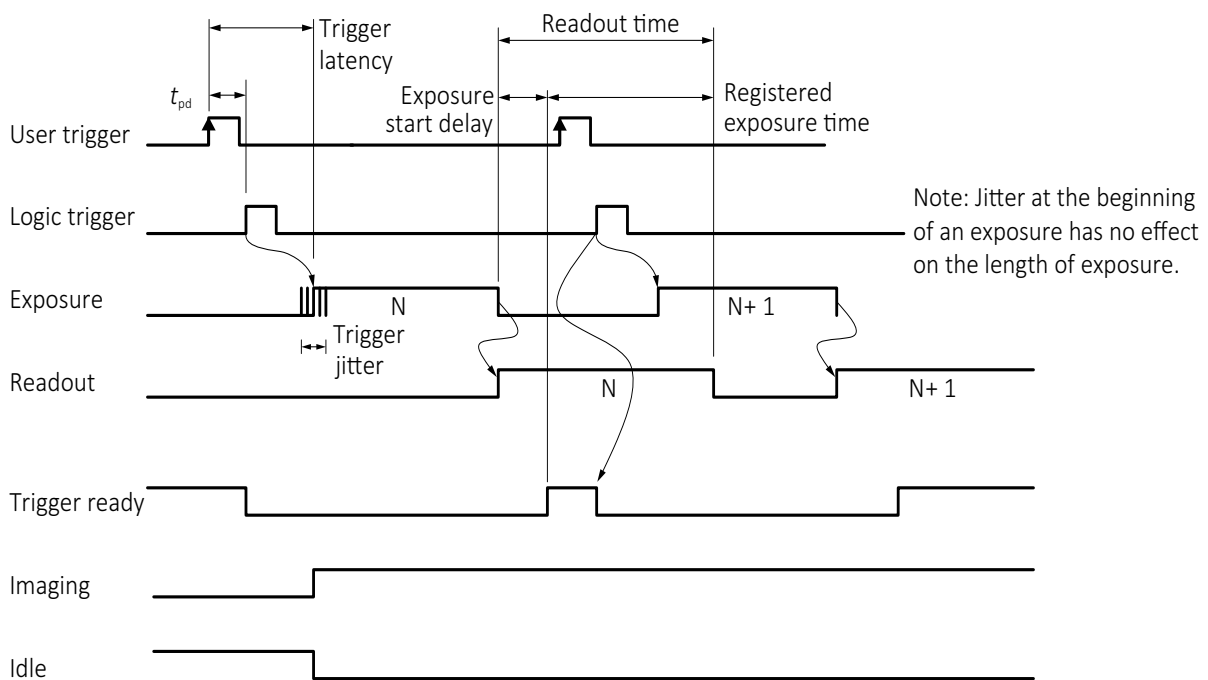 Trigger
latency
Readout time
t_pd
Exposure
start delay
Registered
exposure time
User trigger
Logic trigger
Note: Jitter at the beginning
of an exposure has no effect
on the length of exposure.
Exposure
N
N+ 1
Trigger
jitter
Readout
N
N+ 1
Trigger ready
Imaging
Idle